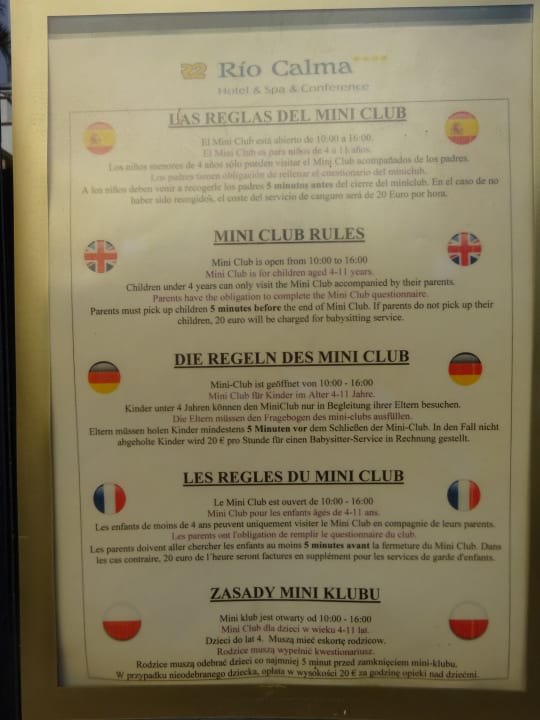 Río Calma ****
Hotel & Spa & Conference
LAS REGLAS DEL MINI CLUB
El Mini Club está abierto de 10:00 a 16:00.
El Mini Club es para niños de 4 a 11 años.
Los niños menores de 4 años sólo pueden visitar el Mini Club acompañados de los padres.
Los padres tienen obligación de rellenar el cuestionario del miniclub.
A los niños deben venir a recogerle los padres 5 minutos antes del cierre del miniclub. En el caso de no
haber sido recogidos, el coste del servicio de canguro será de 20 Euro por hora.
MINI CLUB RULES
Mini Club is open from 10:00 to 16:00
Mini Club is for children aged 4-11 years.
Children under 4 years can only visit the Mini Club accompanied by their parents.
Parents have the obligation to complete the Mini Club questionnaire.
Parents must pick up children 5 minutes before the end of Mini Club. If parents do not pick up their
children, 20 euro will be charged for babysitting service.
DIE REGELN DES MINI CLUB
Mini-Club ist geöffnet von 10:00 - 16:00
Mini Club für Kinder im Alter 4-11 Jahre.
Kinder unter 4 Jahren können den MiniClub nur in Begleitung ihrer Eltern besuchen.
Die Eltern müssen den Fragebogen des mini-clubs ausfüllen.
Eltern müssen holen Kinder mindestens 5 Minuten vor dem Schließen der Mini-Club. In den Fall nicht
abgeholte Kinder wird 20 € pro Stunde für einen Babysitter-Service in Rechnung gestellt.
LES REGLES DU MINI CLUB
Le Mini Club est ouvert de 10:00 - 16:00
Mini Club pour les enfants âgés de 4-11 ans.
Les enfants de moins de 4 ans peuvent uniquement visiter le Mini Club en compagnie de leurs parents.
Les parents ont l'obligation de remplir le questionnaire du club.
Les parents doivent aller chercher les enfants au moins 5 minutes avant la fermeture du Mini Club. Dans
les cas contraire, 20 euro de l´heure seront factures en supplément pour les services de garde d'enfants.
ZASADY MINI KLUBU
Mini klub jest otwarty od 10:00 - 16:00
Mini Club dla dzieci w wieku 4-11 lat.
Dzieci do lat 4. Muszą mieć eskortę rodzicow.
Rodzice muszą wypełnić kwestionariusz.
Rodzice muszą odebrać dzieci co najmniej 5 minut przed zamknięciem mini-klubu.
W przypadku nieodebranego dziecka, opłata w wysokości 20 € za godzinę opieki nad dziećmi.